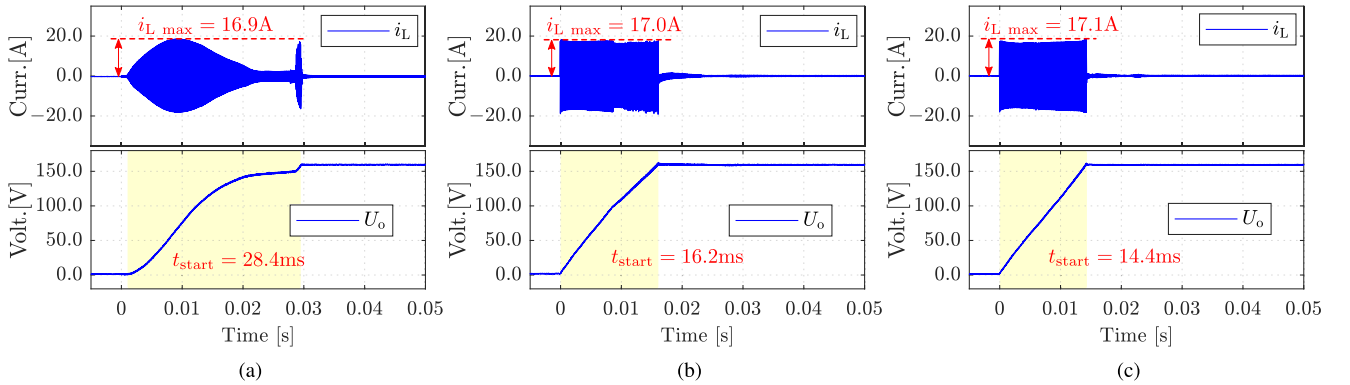 i_L max = 16.9A
i_L
Curr.[A]
20.0
0.0
−20.0
Volt.[V]
150.0
100.0
50.0
0.0
U_o
t_start = 28.4ms
0 0.01 0.02 0.03 0.04 0.05
Time [s]
(a)
i_L max = 17.0A
i_L
Curr.[A]
20.0
0.0
−20.0
Volt.[V]
150.0
100.0
50.0
0.0
U_o
t_start = 16.2ms
0 0.01 0.02 0.03 0.04 0.05
Time [s]
(b)
i_L max = 17.1A
i_L
Curr.[A]
20.0
0.0
−20.0
Volt.[V]
150.0
100.0
50.0
0.0
U_o
t_start = 14.4ms
0 0.01 0.02 0.03 0.04 0.05
Time [s]
(c)